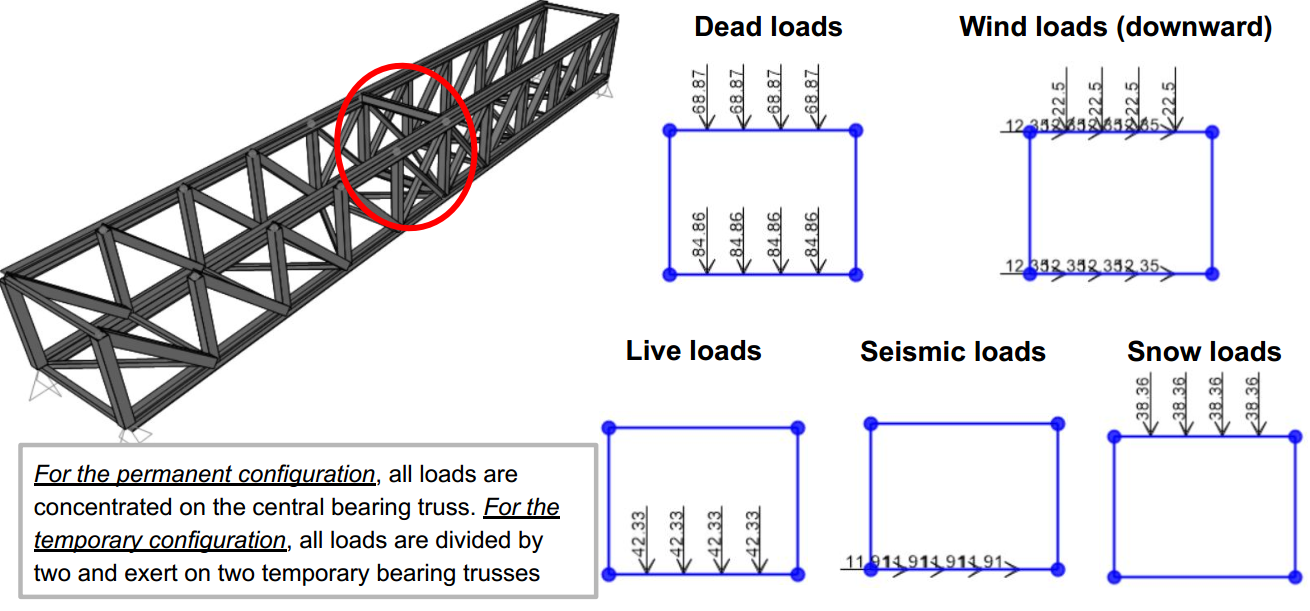 Dead loads
68.87 68.87 68.87 68.87
84.86 84.86 84.86 84.86
Wind loads (downward)
22.5 22.5 22.5 22.5
12.35 12.35 12.35 12.35
12.35 12.35 12.35 12.35
Live loads
42.33 42.33 42.33 42.33
Seismic loads
11.91 11.91 11.91 11.91
Snow loads
38.36 38.36 38.36 38.36
For the permanent configuration, all loads are
concentrated on the central bearing truss. For the
temporary configuration, all loads are divided by
two and exert on two temporary bearing trusses